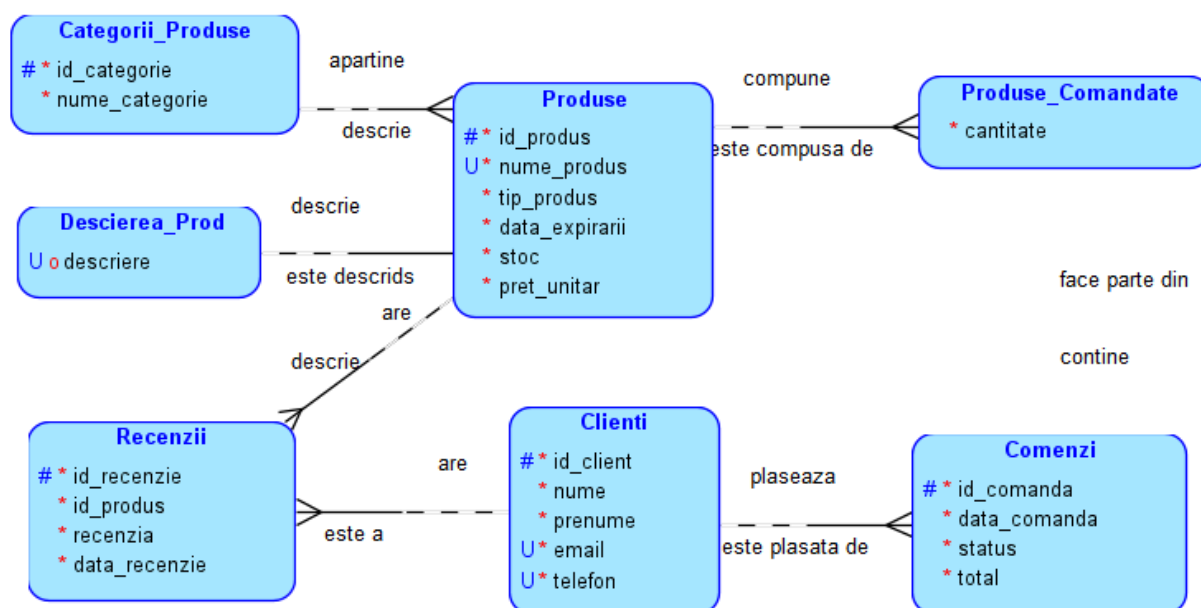 Categorii_Produse
# * id_categorie
* nume_categorie
apartine
descrie
Produse
# * id_produs
U * nume_produs
* tip_produs
* data_expirarii
* stoc
* pret_unitar
compune
este compusa de
Produse_Comandate
* cantitate
Descierea_Prod
U o descriere
descrie
este descrids
are
descrie
face parte din
contine
Recenzii
# * id_recenzie
* id_produs
* recenzia
* data_recenzie
are
este a
Clienti
# * id_client
* nume
* prenume
U * email
U * telefon
plaseaza
este plasata de
Comenzi
# * id_comanda
* data_comanda
* status
* total